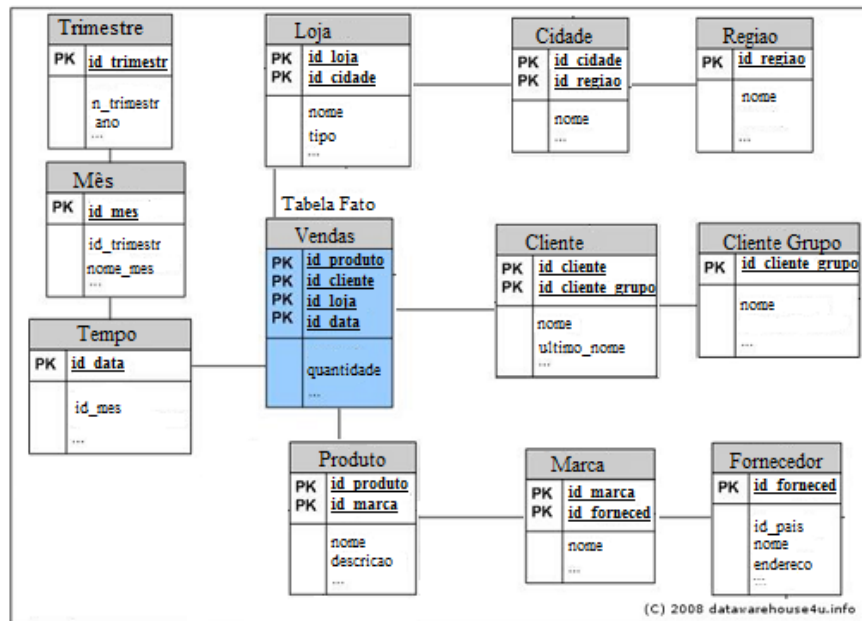 Trimestre
PK id_trimestr
n_trimestr
ano
...
Loja
PK id_loja
PK id_cidade
nome
tipo
...
Cidade
PK id_cidade
PK id_regiao
nome
...
Regiao
PK id_regiao
nome
...
Mês
PK id_mes
id_trimestr
nome_mes
...
Tabela Fato
Vendas
PK id_produto
PK id_cliente
PK id_loja
PK id_data
quantidade
...
Cliente
PK id_cliente
PK id_cliente_grupo
nome
ultimo_nome
...
Cliente Grupo
PK id_cliente_grupo
nome
...
Tempo
PK id_data
id_mes
...
Produto
PK id_produto
PK id_marca
nome
descricao
...
Marca
PK id_marca
PK id_forneced
nome
...
Fornecedor
PK id_forneced
id_pais
nome
endereco
...
(C) 2008 datawarehouse4u.info